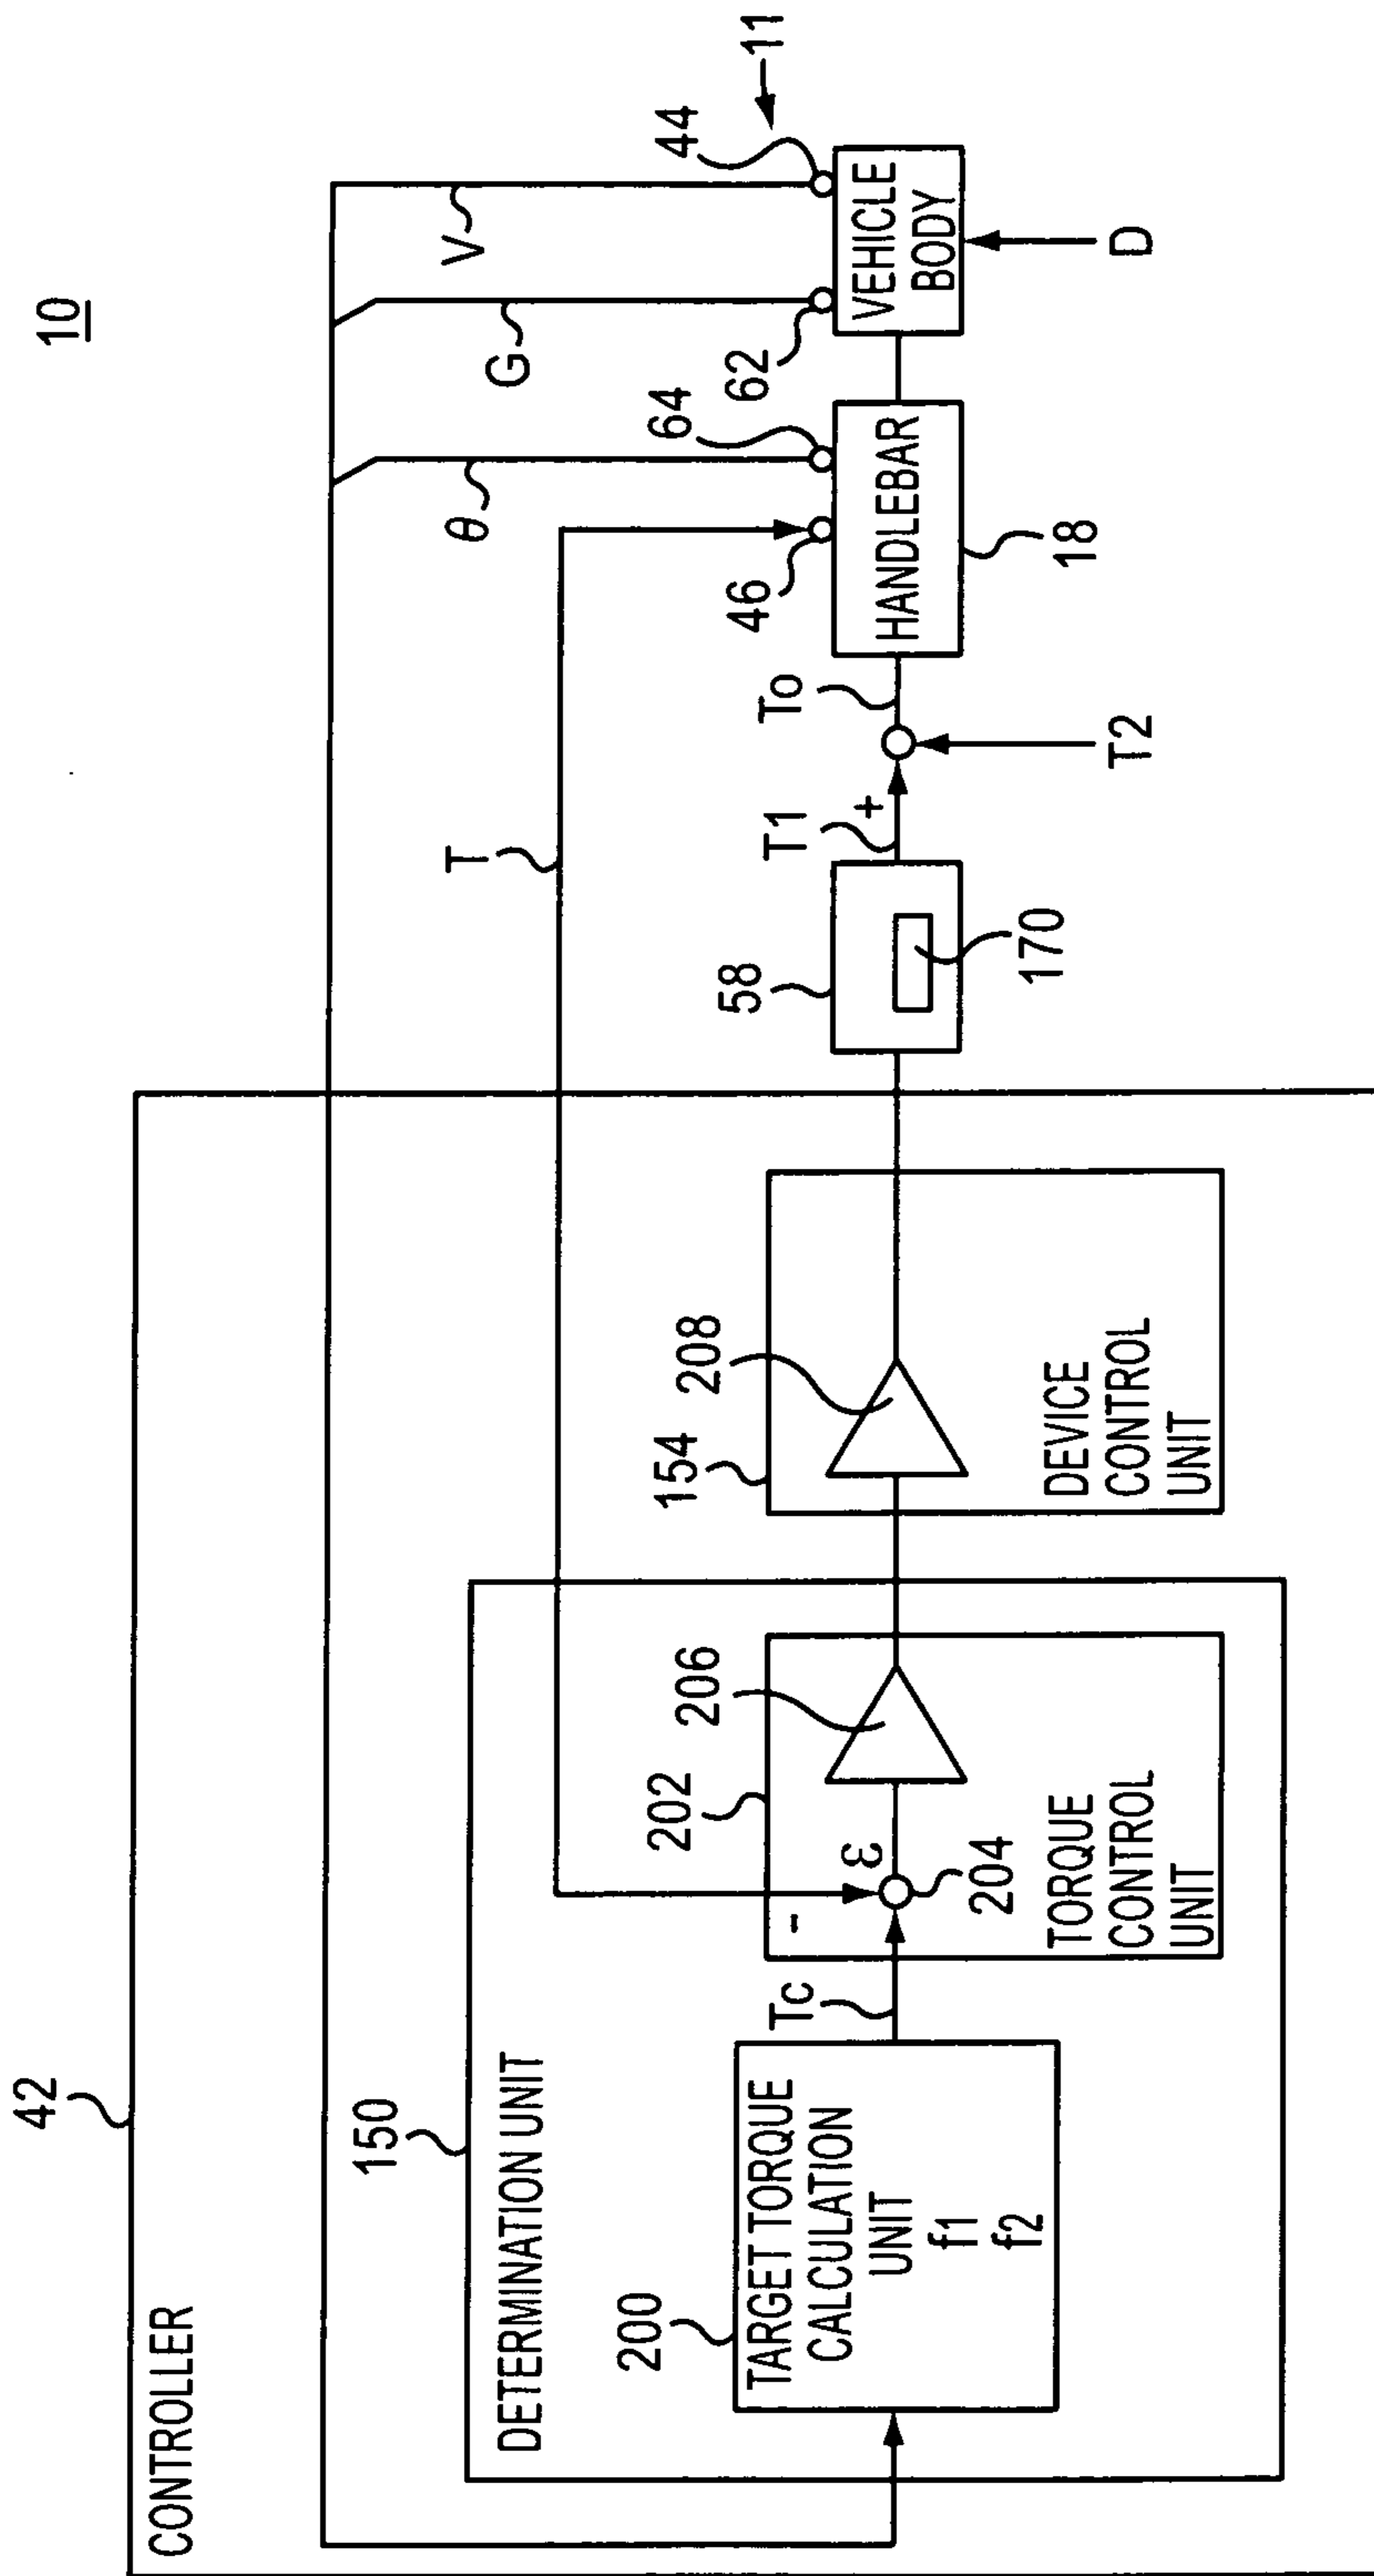 10
42
CONTROLLER
150
DETERMINATION UNIT
200
TARGET TORQUE
CALCULATION
UNIT
f1
f2
Tc
-
202
ε
204
206
TORQUE
CONTROL
UNIT
154
208
DEVICE
CONTROL
UNIT
T
58
170
T1
+
T2
To
46
64
θ
HANDLEBAR
18
G
62
V
44
11
VEHICLE
BODY
D